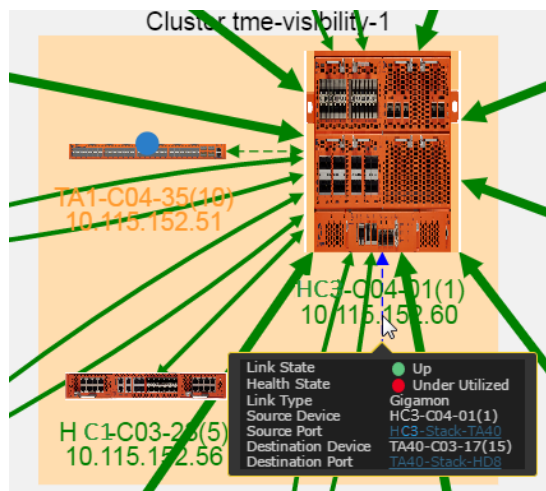 Cluster tme-visibility-1
TA1-C04-35(10)
10.115.152.51
HC3-C04-01(1)
10.115.152.60
H C1-C03-23(5)
10.115.152.56
Link State Up
Health State Under Utilized
Link Type Gigamon
Source Device HC3-C04-01(1)
Source Port HC3-Stack-TA40
Destination Device TA40-C03-17(15)
Destination Port TA40-Stack-HD8